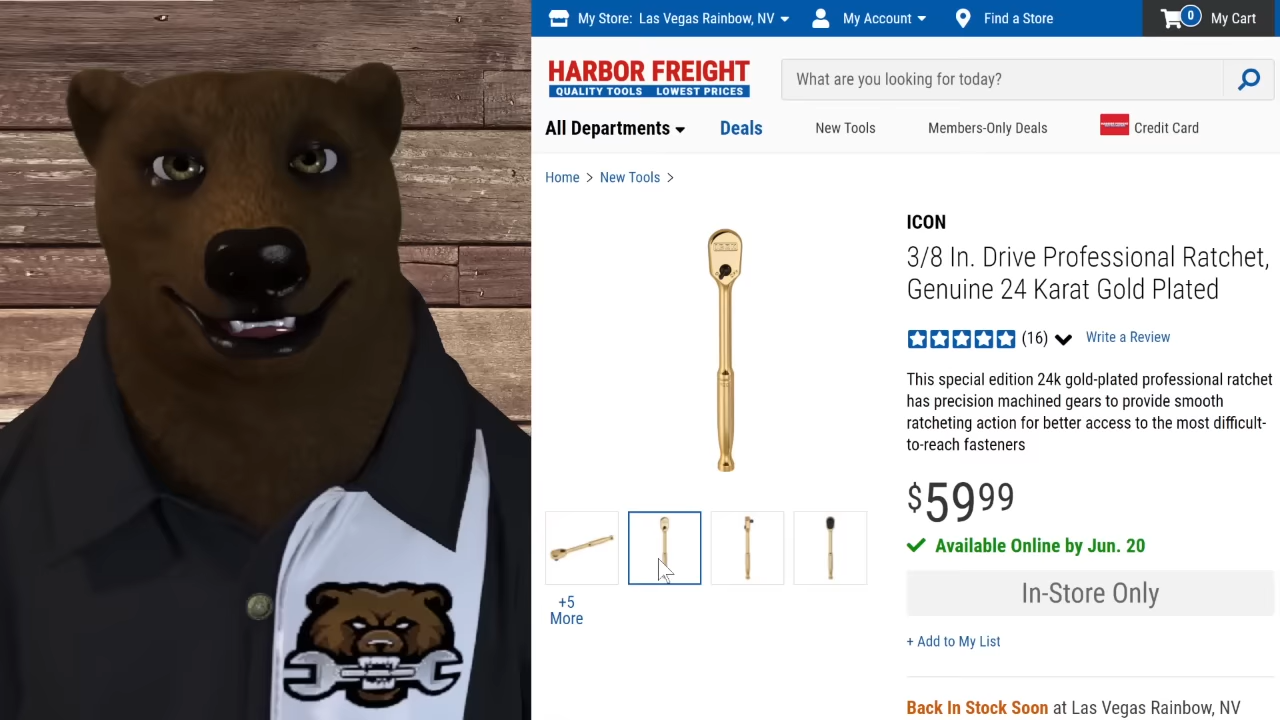 My Store: Las Vegas Rainbow, NV
My Account
Find a Store
0
My Cart
HARBOR FREIGHT
QUALITY TOOLS LOWEST PRICES
What are you looking for today?
All Departments
Deals
New Tools
Members-Only Deals
Credit Card
Home > New Tools >
ICON
3/8 In. Drive Professional Ratchet,
Genuine 24 Karat Gold Plated
(16)
Write a Review
This special edition 24k gold-plated professional ratchet
has precision machined gears to provide smooth
ratcheting action for better access to the most difficult-
to-reach fasteners
$59 99
Available Online by Jun. 20
In-Store Only
+5
More
+ Add to My List
Back In Stock Soon at Las Vegas Rainbow, NV